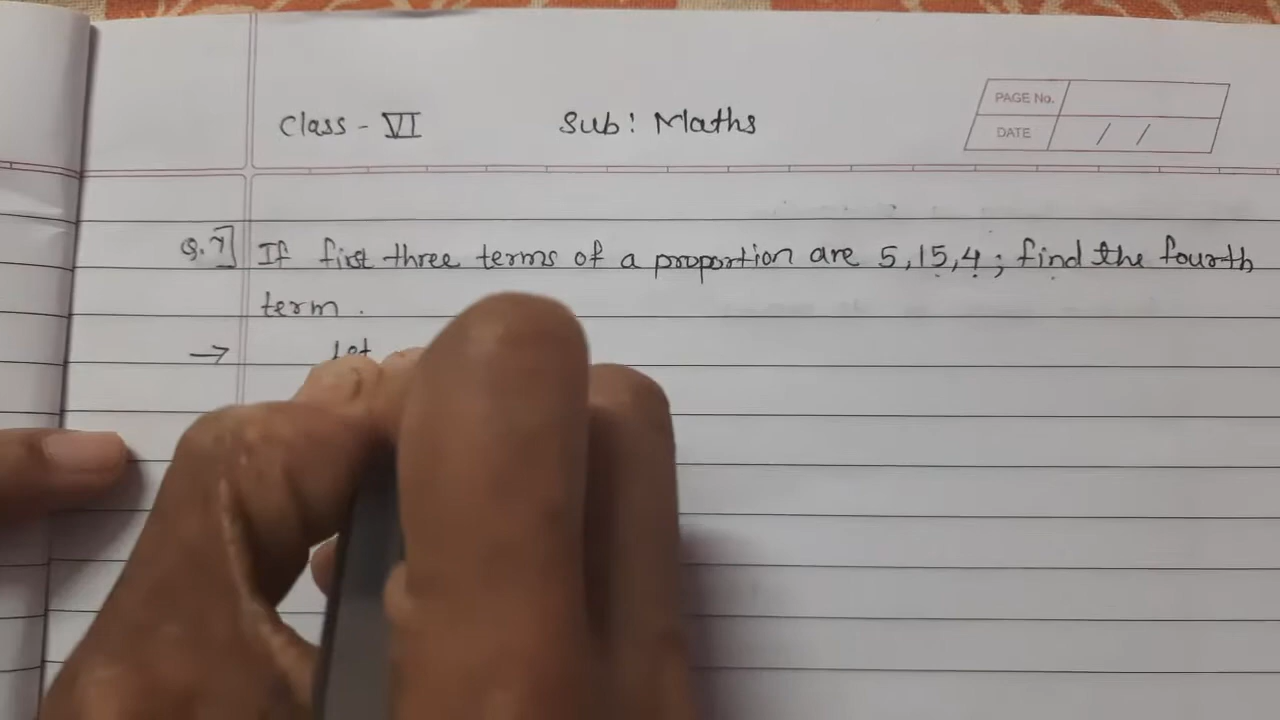 Class - VI Sub: Maths
PAGE No.
DATE / /
Q.7] If first three terms of a proportion are 5,15,4; find the fourth
term.
→ Let